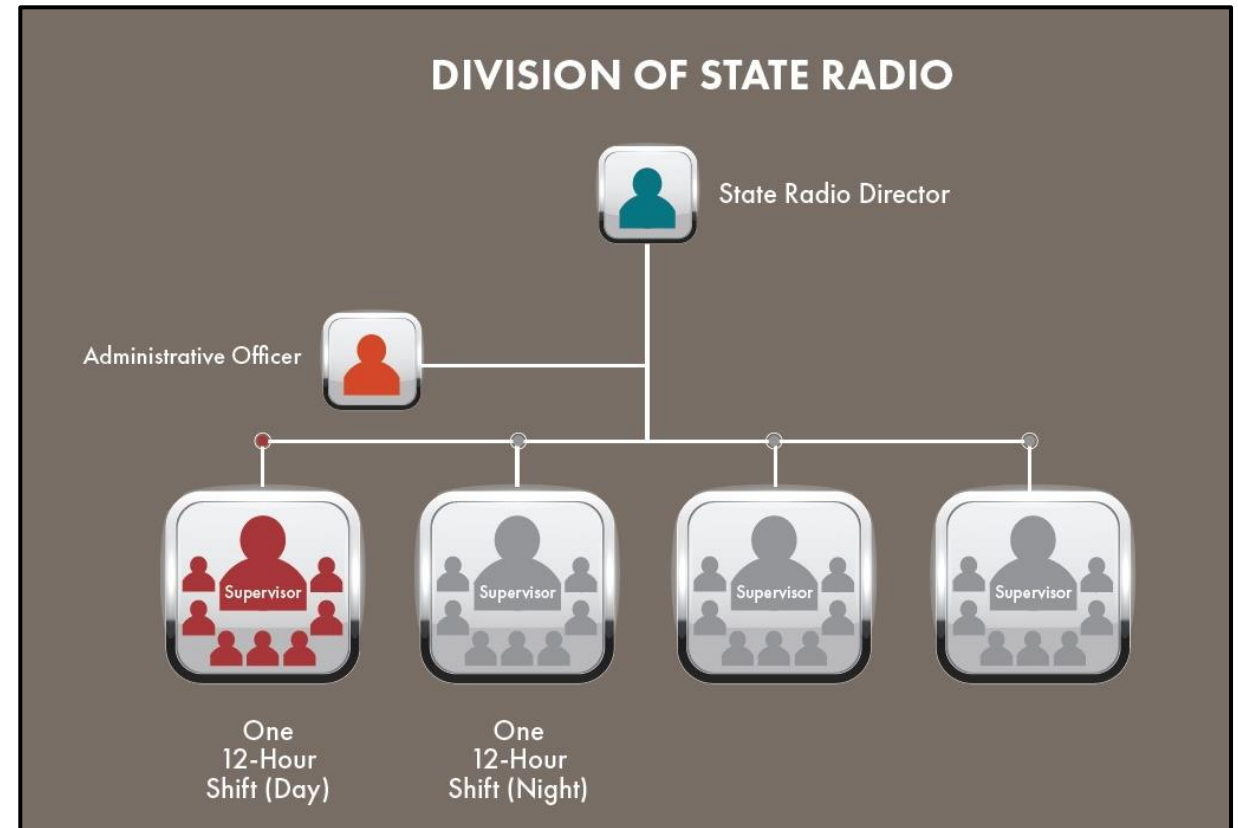 DIVISION OF STATE RADIO
State Radio Director
Administrative Officer
Supervisor
Supervisor
Supervisor
Supervisor
One
12-Hour
Shift (Day)
One
12-Hour
Shift (Night)